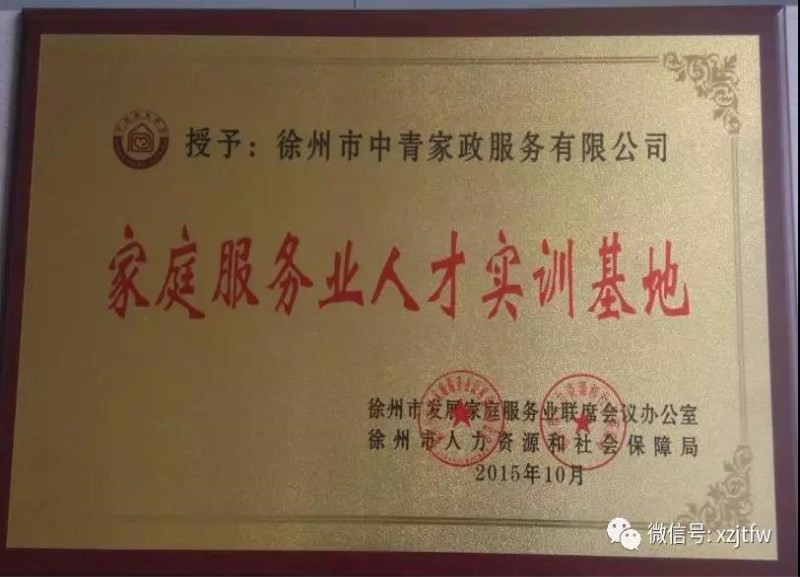 授予：徐州市中青家政服务有限公司
家庭服务业人才实训基地
徐州市发展家庭服务业联席会议办公室
徐州市人力资源和社会保障局
2015年10月
微信号: xzjtfw